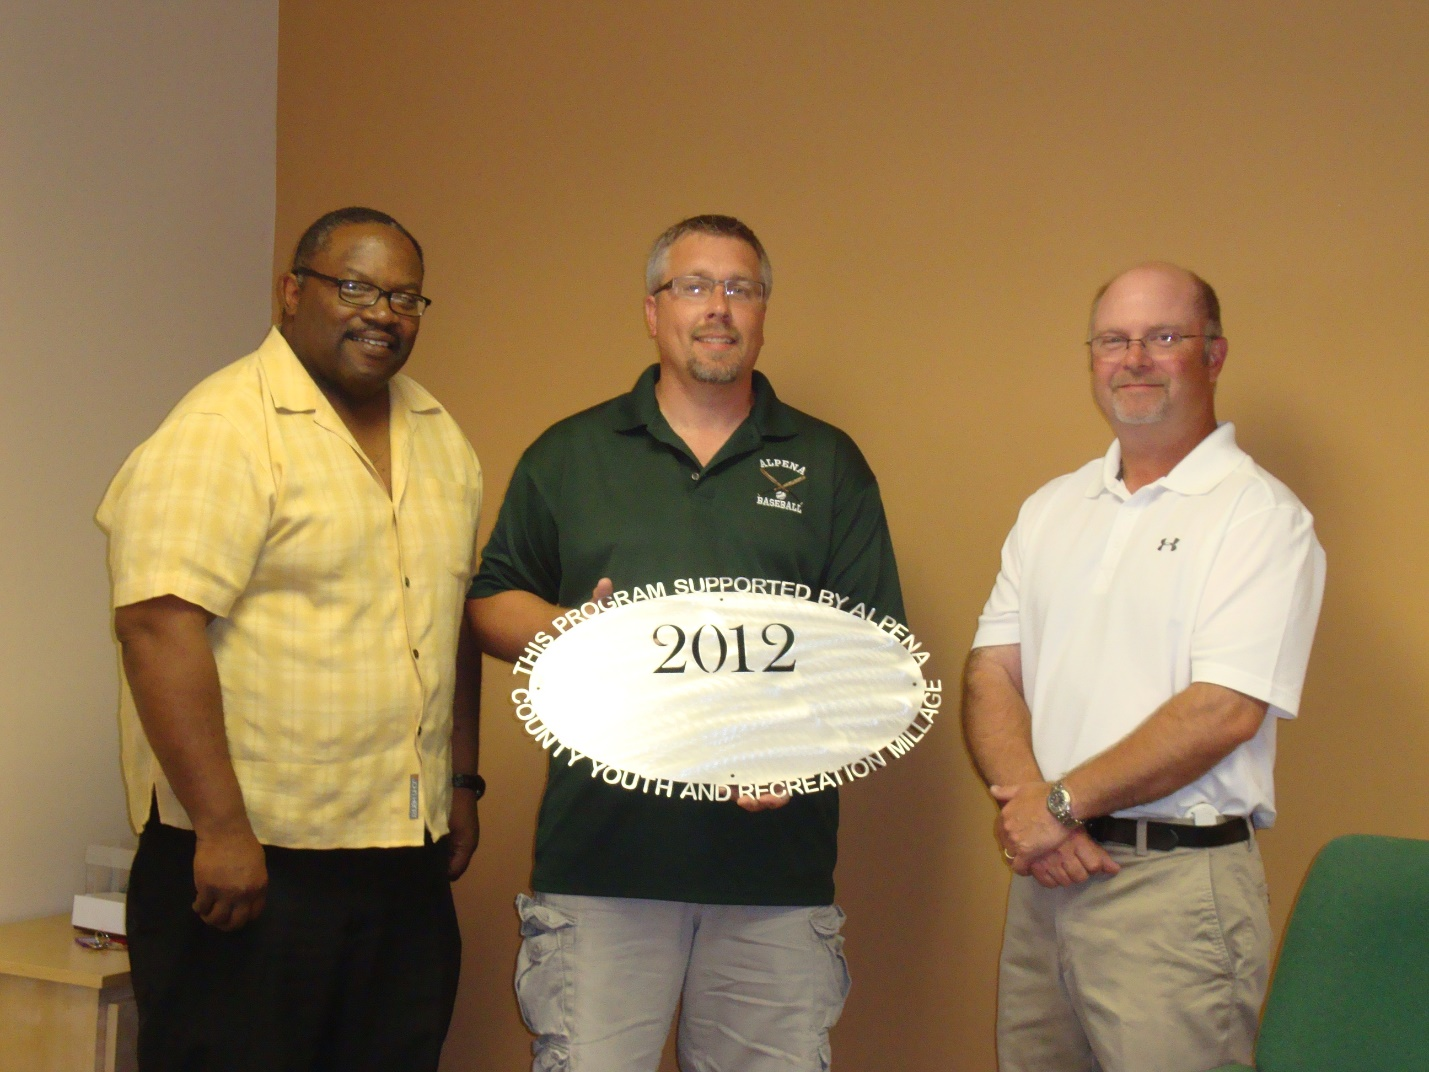 ALPENA
BASEBALL
THIS PROGRAM SUPPORTED BY ALPENA
2012
COUNTY YOUTH AND RECREATION MILLAGE